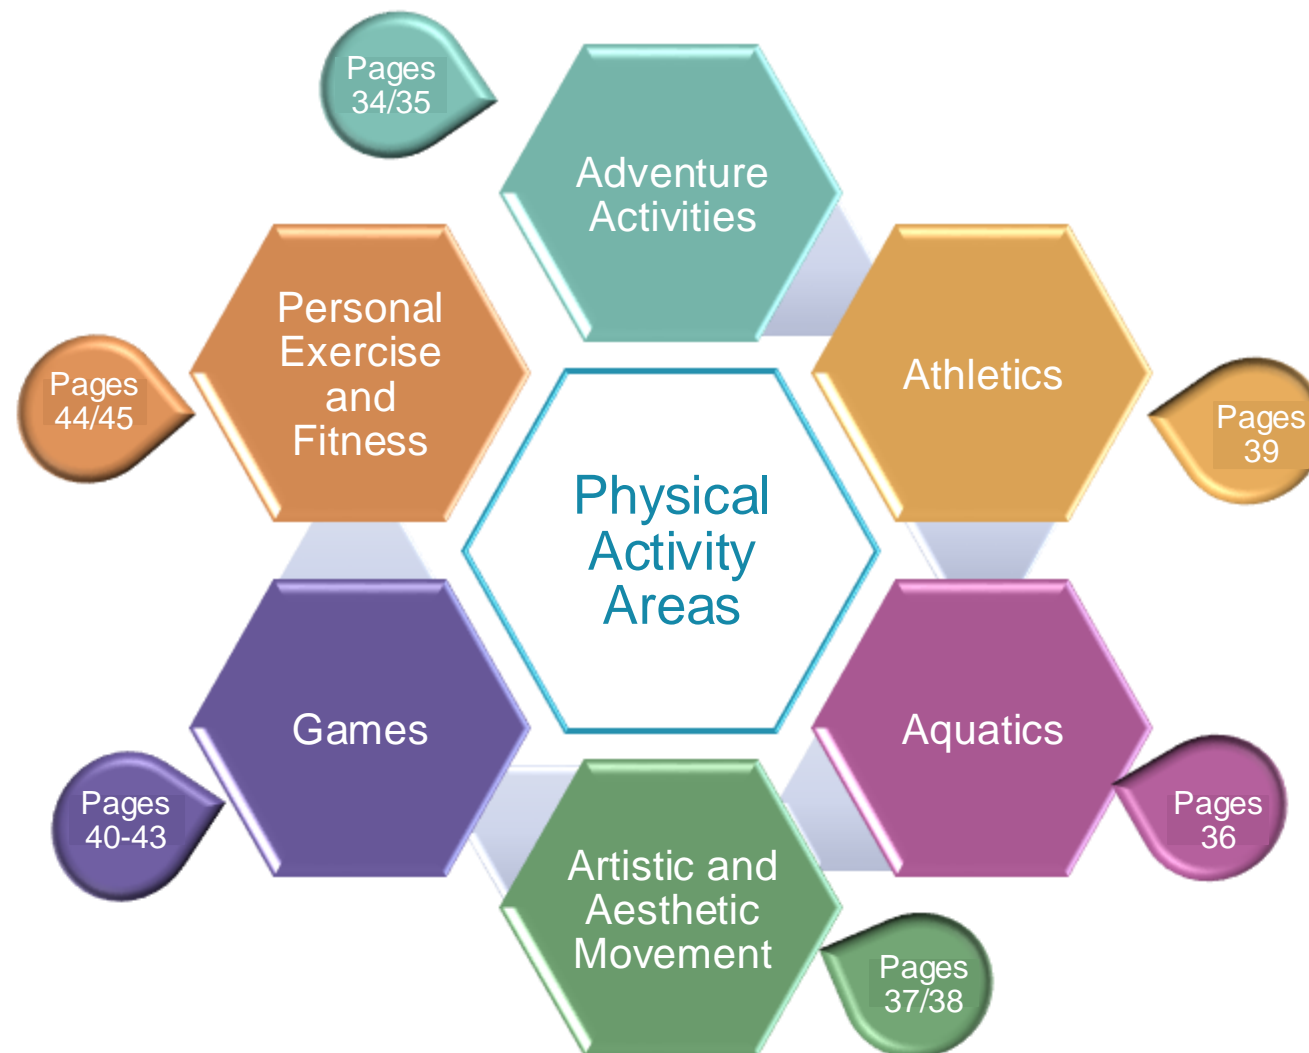 Pages
34/35
Adventure
Activities
Personal
Exercise
and
Fitness
Athletics
Pages
44/45
Pages
39
Physical
Activity
Areas
Games
Aquatics
Pages
40-43
Pages
36
Artistic and
Aesthetic
Movement
Pages
37/38